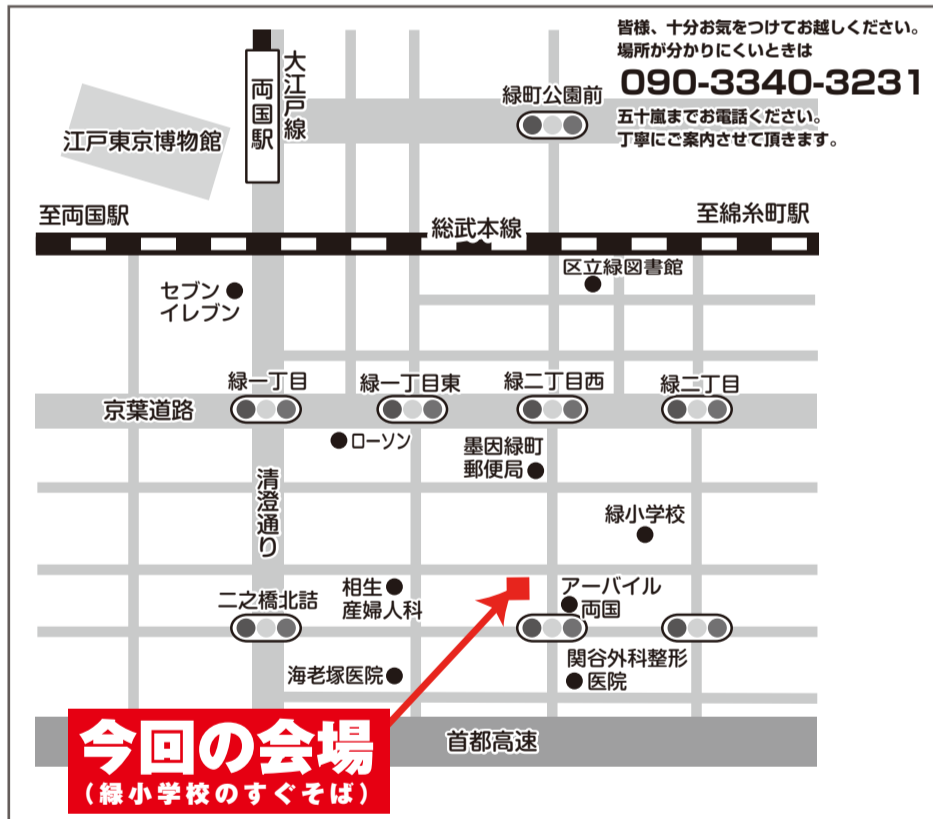 皆様、十分お気をつけてお越しください。
場所が分かりにくいときは
090-3340-3231
五十嵐までお電話ください。
丁寧にご案内させて頂きます。
大江戸線
両国駅
緑町公園前
江戸東京博物館
至両国駅
総武本線
至綿糸町駅
区立緑図書館
セブン
イレブン
緑一丁目
緑一丁目東
緑二丁目西
緑二丁目
京葉道路
ローソン
墨因緑町
郵便局
清澄通り
緑小学校
二之橋北詰
相生
産婦人科
アーバイル
両国
海老塚医院
関谷外科整形
医院
今回の会場
(緑小学校のすぐそば)
首都高速